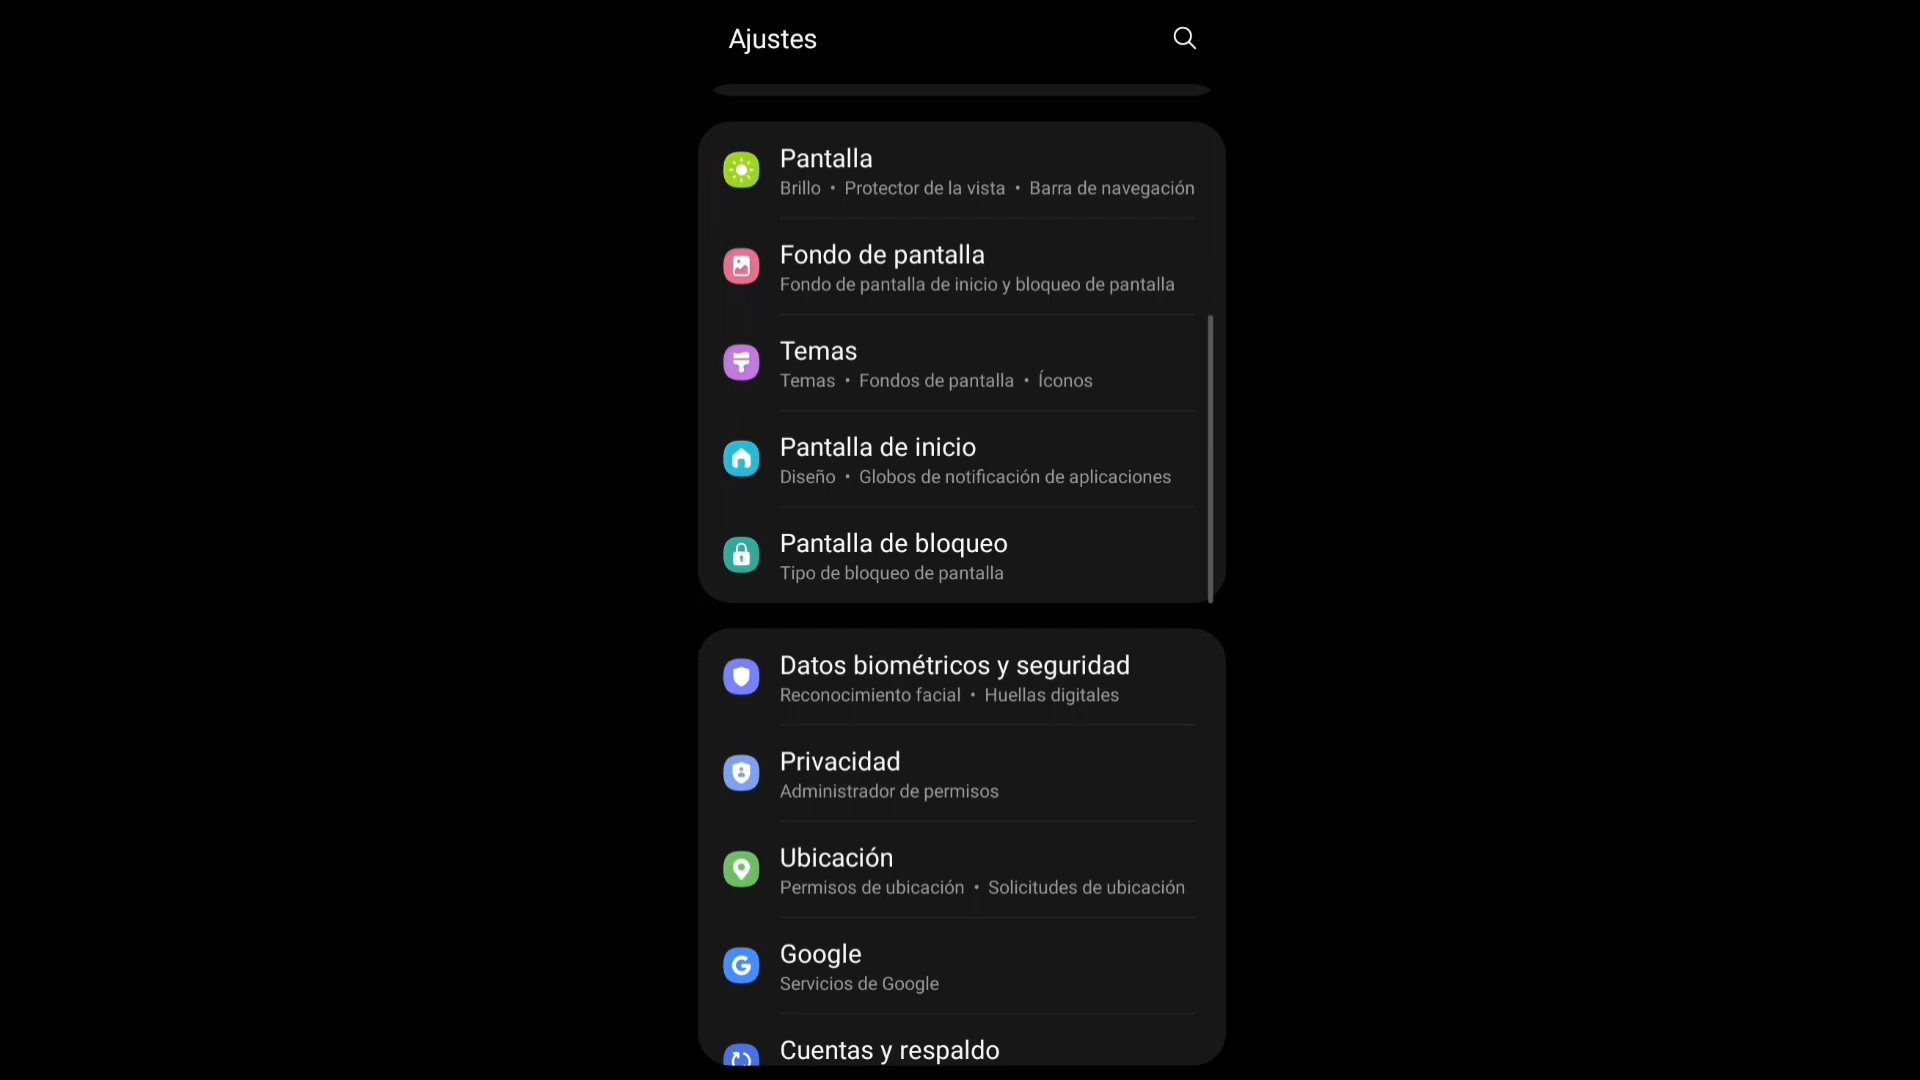 Ajustes
Pantalla
Brillo • Protector de la vista • Barra de navegación
Fondo de pantalla
Fondo de pantalla de inicio y bloqueo de pantalla
Temas
Temas • Fondos de pantalla • Íconos
Pantalla de inicio
Diseño • Globos de notificación de aplicaciones
Pantalla de bloqueo
Tipo de bloqueo de pantalla
Datos biométricos y seguridad
Reconocimiento facial • Huellas digitales
Privacidad
Administrador de permisos
Ubicación
Permisos de ubicación • Solicitudes de ubicación
Google
Servicios de Google
Cuentas y respaldo